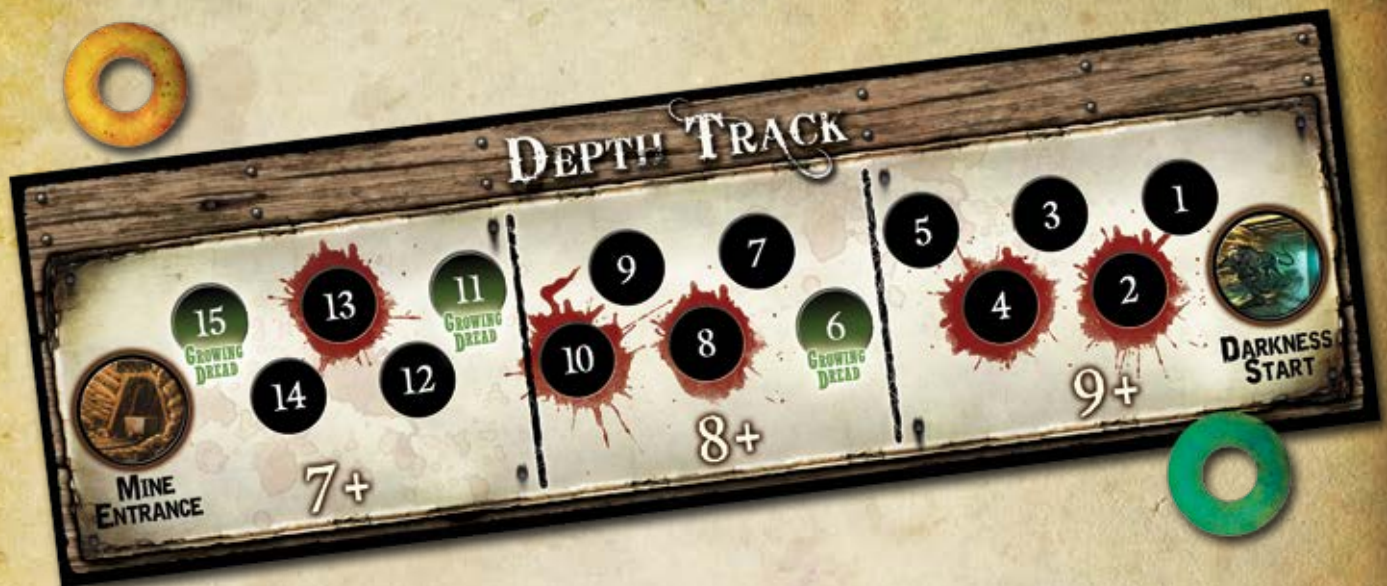 DEPTH TRACK
15
GROWING
DREAD
13
11
GROWING
DREAD
14
12
MINE
ENTRANCE
7+
9
7
10
8
6
GROWING
DREAD
8+
5
3
1
4
2
DARKNESS
START
9+